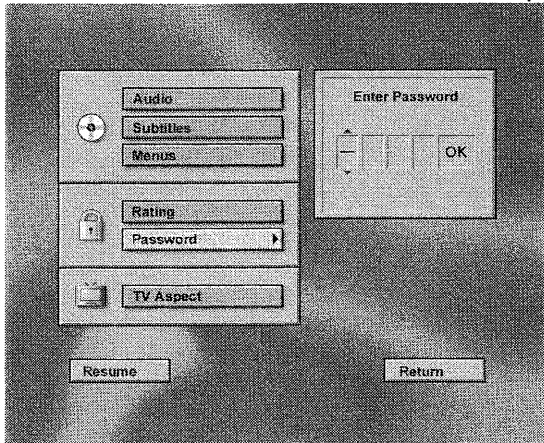 Audio
Subtitles
Menus
Rating
Password
TV Aspect
Enter Password
OK
Resume
Return